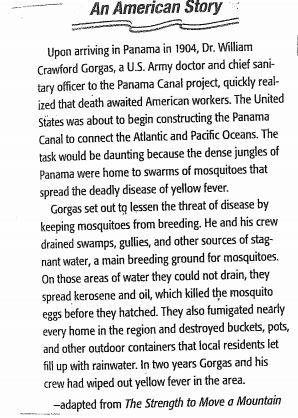 An American Story
Upon arriving in Panama in 1904, Dr. William
Crawford Gorgas, a U.S. Army doctor and chief sani-
tary officer to the Panama Canal project, quickly real-
ized that death awaited American workers. The United
States was about to begin constructing the Panama
Canal to connect the Atlantic and Pacific Oceans. The
task would be daunting because the dense jungles of
Panama were home to swarms of mosquitoes that
spread the deadly disease of yellow fever.
Gorgas set out to lessen the threat of disease by
keeping mosquitoes from breeding. He and his crew
drained swamps, gullies, and other sources of stag-
nant water, a main breeding ground for mosquitoes.
On those areas of water they could not drain, they
spread kerosene and oil, which killed the mosquito
eggs before they hatched. They also fumigated nearly
every home in the region and destroyed buckets, pots,
and other outdoor containers that local residents let
fill up with rainwater. In two years Gorgas and his
crew had wiped out yellow fever in the area.
—adapted from The Strength to Move a Mountain